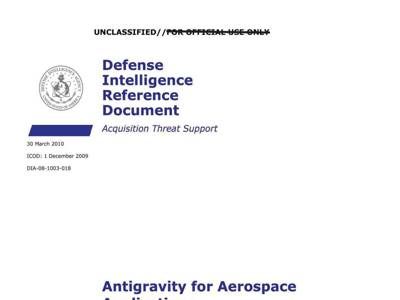 UNCLASSIFIED//FOR OFFICIAL USE ONLY
Defense
Intelligence
Reference
Document
Acquisition Threat Support
30 March 2010
ICOD: 1 December 2009
DIA-08-1003-018
Antigravity for Aerospace